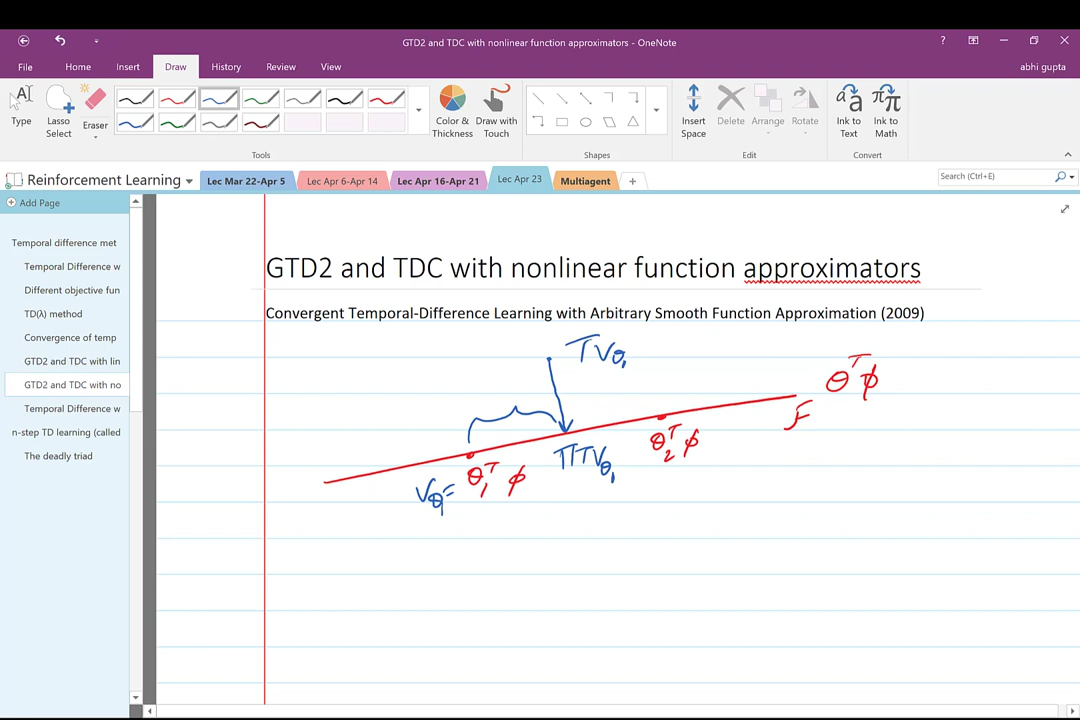 GTD2 and TDC with nonlinear function approximators - OneNote
?
File
Home
Insert
Draw
History
Review
View
abhi gupta
Type
Lasso Select
Eraser
Color & Thickness
Draw with Touch
Insert Space
Delete
Arrange
Rotate
Ink to Text
Ink to Math
Tools
Shapes
Edit
Convert
Reinforcement Learning
Lec Mar 22-Apr 5
Lec Apr 6-Apr 14
Lec Apr 16-Apr 21
Lec Apr 23
Multiagent
Search (Ctrl+E)
Add Page
Temporal difference met
Temporal Difference w
Different objective fun
TD(λ) method
Convergence of temp
GTD2 and TDC with lin
GTD2 and TDC with no
Temporal Difference w
n-step TD learning (called
The deadly triad
GTD2 and TDC with nonlinear function approximators
Convergent Temporal-Difference Learning with Arbitrary Smooth Function Approximation (2009)
TVθ₁
θᵀϕ
F
θ₂ᵀϕ
ΠTVθ₁
Vθ₁= θ₁ᵀϕ